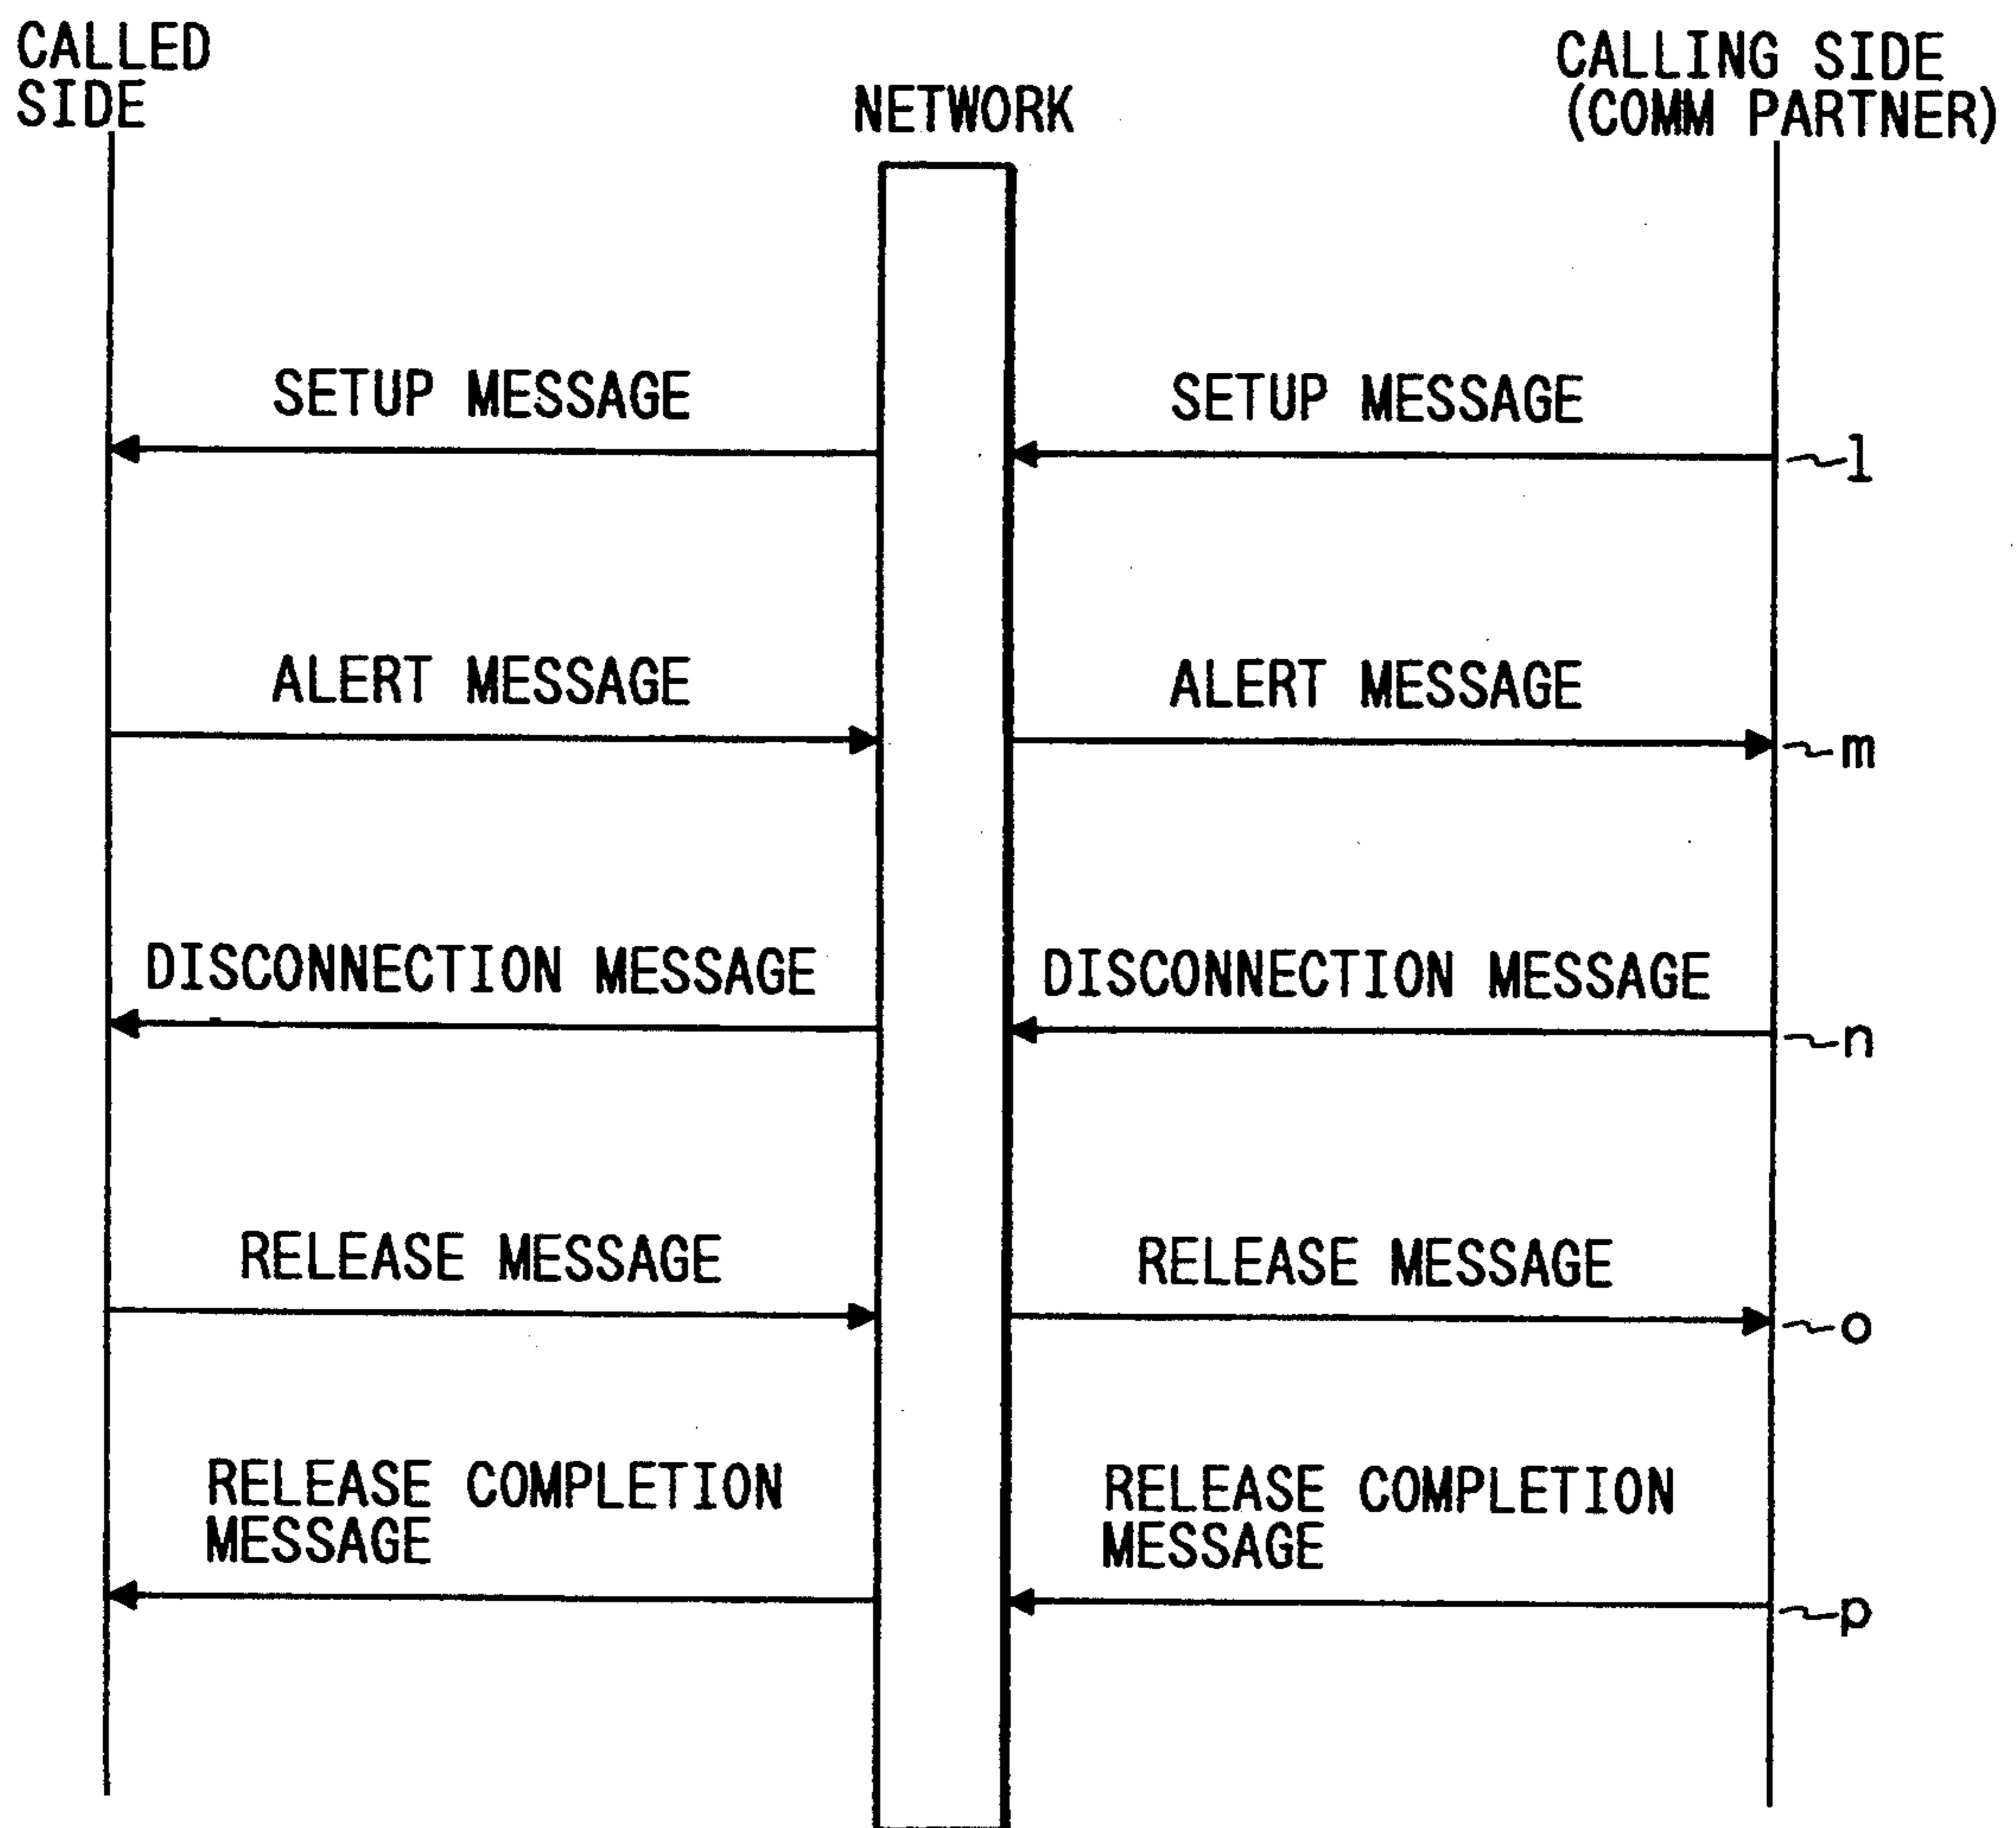 CALLED
SIDE
NETWORK
CALLING SIDE
(COMM PARTNER)
SETUP MESSAGE
SETUP MESSAGE
l
ALERT MESSAGE
ALERT MESSAGE
m
DISCONNECTION MESSAGE
DISCONNECTION MESSAGE
n
RELEASE MESSAGE
RELEASE MESSAGE
o
RELEASE COMPLETION
MESSAGE
RELEASE COMPLETION
MESSAGE
p